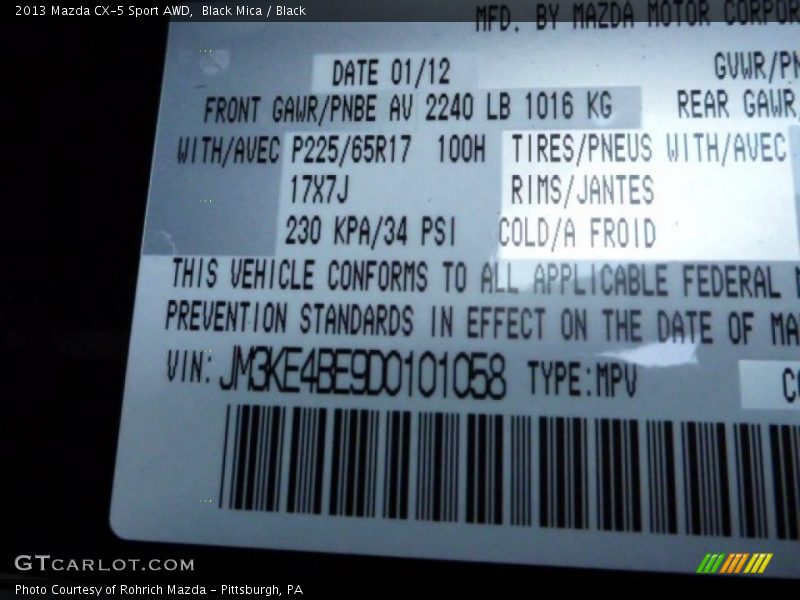 2013 Mazda CX-5 Sport AWD, Black Mica / Black
MFD. BY MAZDA MOTOR
DATE 01/12 GVWR/
FRONT GAWR/PNBE AV 2240 LB 1016 KG REAR GAWR
WITH/AVEC P225/65R17 100H TIRES/PNEUS WITH/AVEC
17X7J RIMS/JANTES
230 KPA/34 PSI COLD/A FROID
THIS VEHICLE CONFORMS TO ALL APPLICABLE FEDERAL
PREVENTION STANDARDS IN EFFECT ON THE DATE OF
VIN: JM3KE4BE9D0101058 TYPE:MPV
GTCARLOT.COM
Photo Courtesy of Rohrich Mazda - Pittsburgh, PA